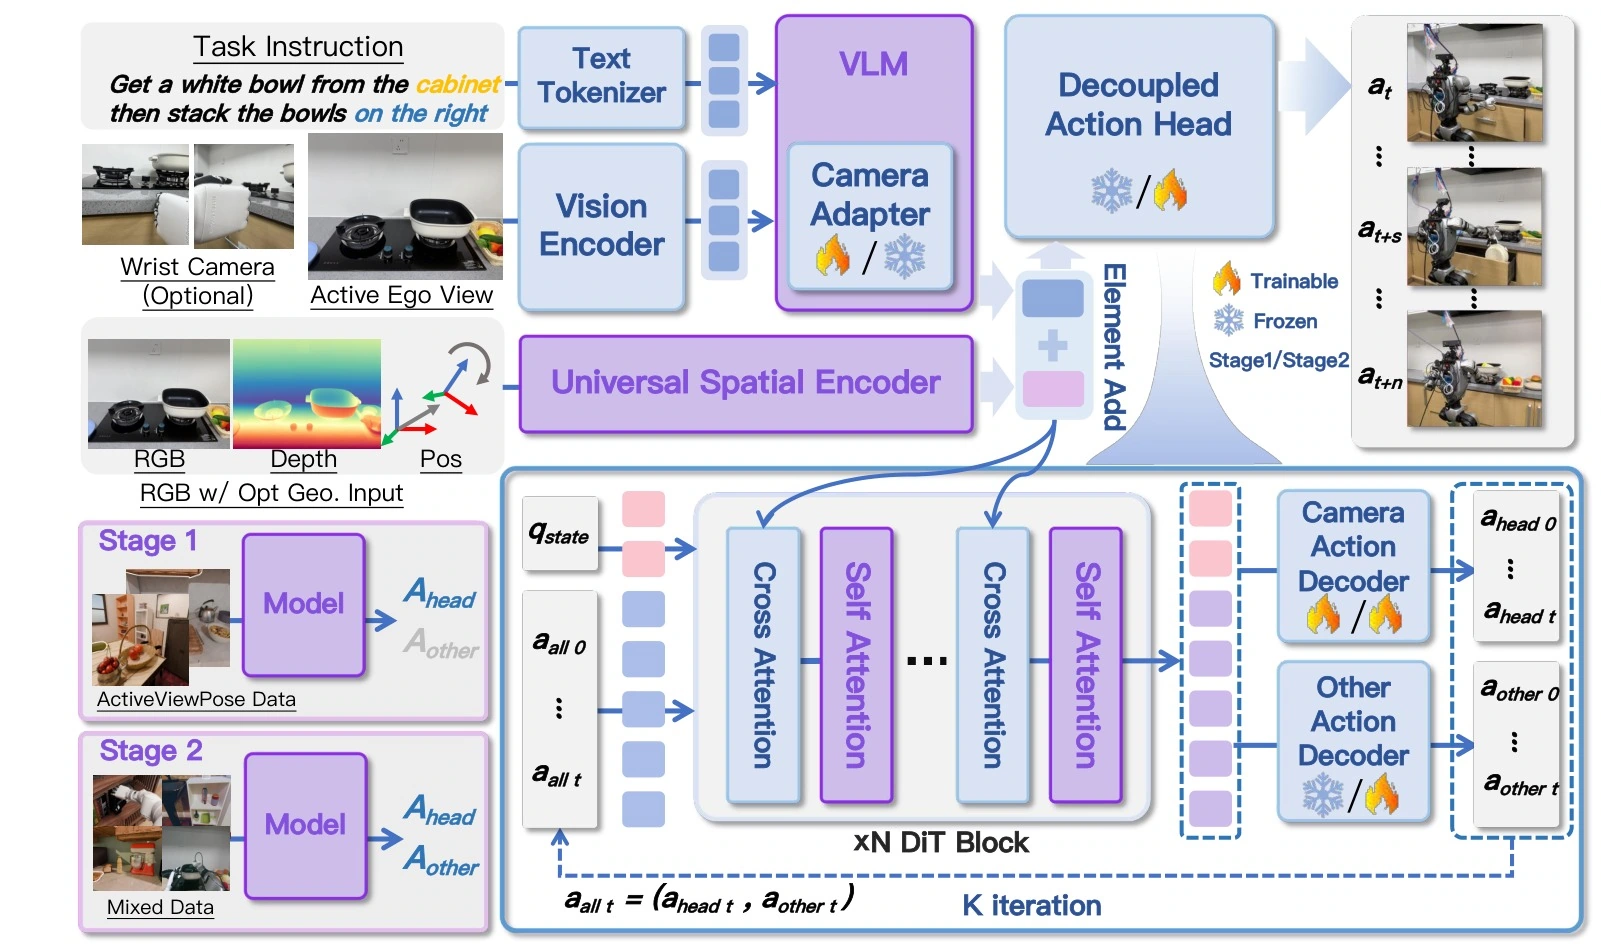 Task Instruction
Get a white bowl from the cabinet
then stack the bowls on the right
Wrist Camera
(Optional)
Active Ego View
RGB
Depth
Pos
RGB w/ Opt Geo. Input
Text
Tokenizer
Vision
Encoder
VLM
Camera
Adapter
/
Universal Spatial Encoder
Decoupled
Action Head
/
+
Element Add
Trainable
Frozen
Stage1/Stage2
a_t
⋮
a_{t+s}
⋮
a_{t+n}
Stage 1
Model
A_head
A_other
ActiveViewPose Data
Stage 2
Model
A_head
A_other
Mixed Data
q_state
a_all 0
⋮
a_all t
Cross Attention
Self Attention
...
Cross Attention
Self Attention
xN DiT Block
Camera
Action
Decoder
/
Other
Action
Decoder
/
a_head 0
⋮
a_head t
a_other 0
⋮
a_other t
a_all t = (a_head t , a_other t)
K iteration